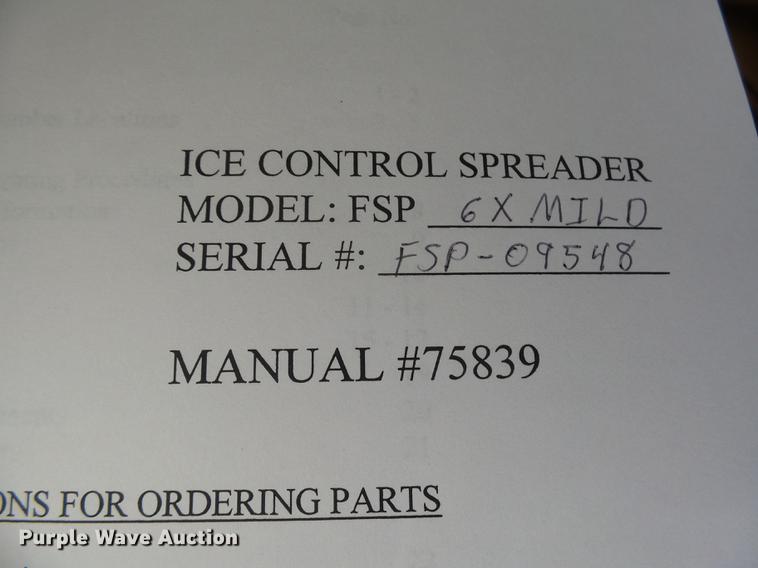 ICE CONTROL SPREADER
MODEL: FSP 6X MILD
SERIAL #: FSP-09548
MANUAL #75839
ONS FOR ORDERING PARTS
Purple Wave Auction